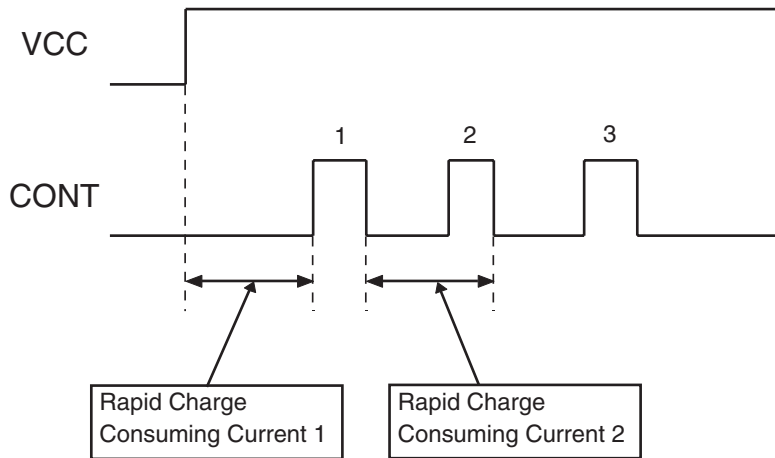 VCC
1
2
3
CONT
Rapid Charge
Consuming Current 1
Rapid Charge
Consuming Current 2